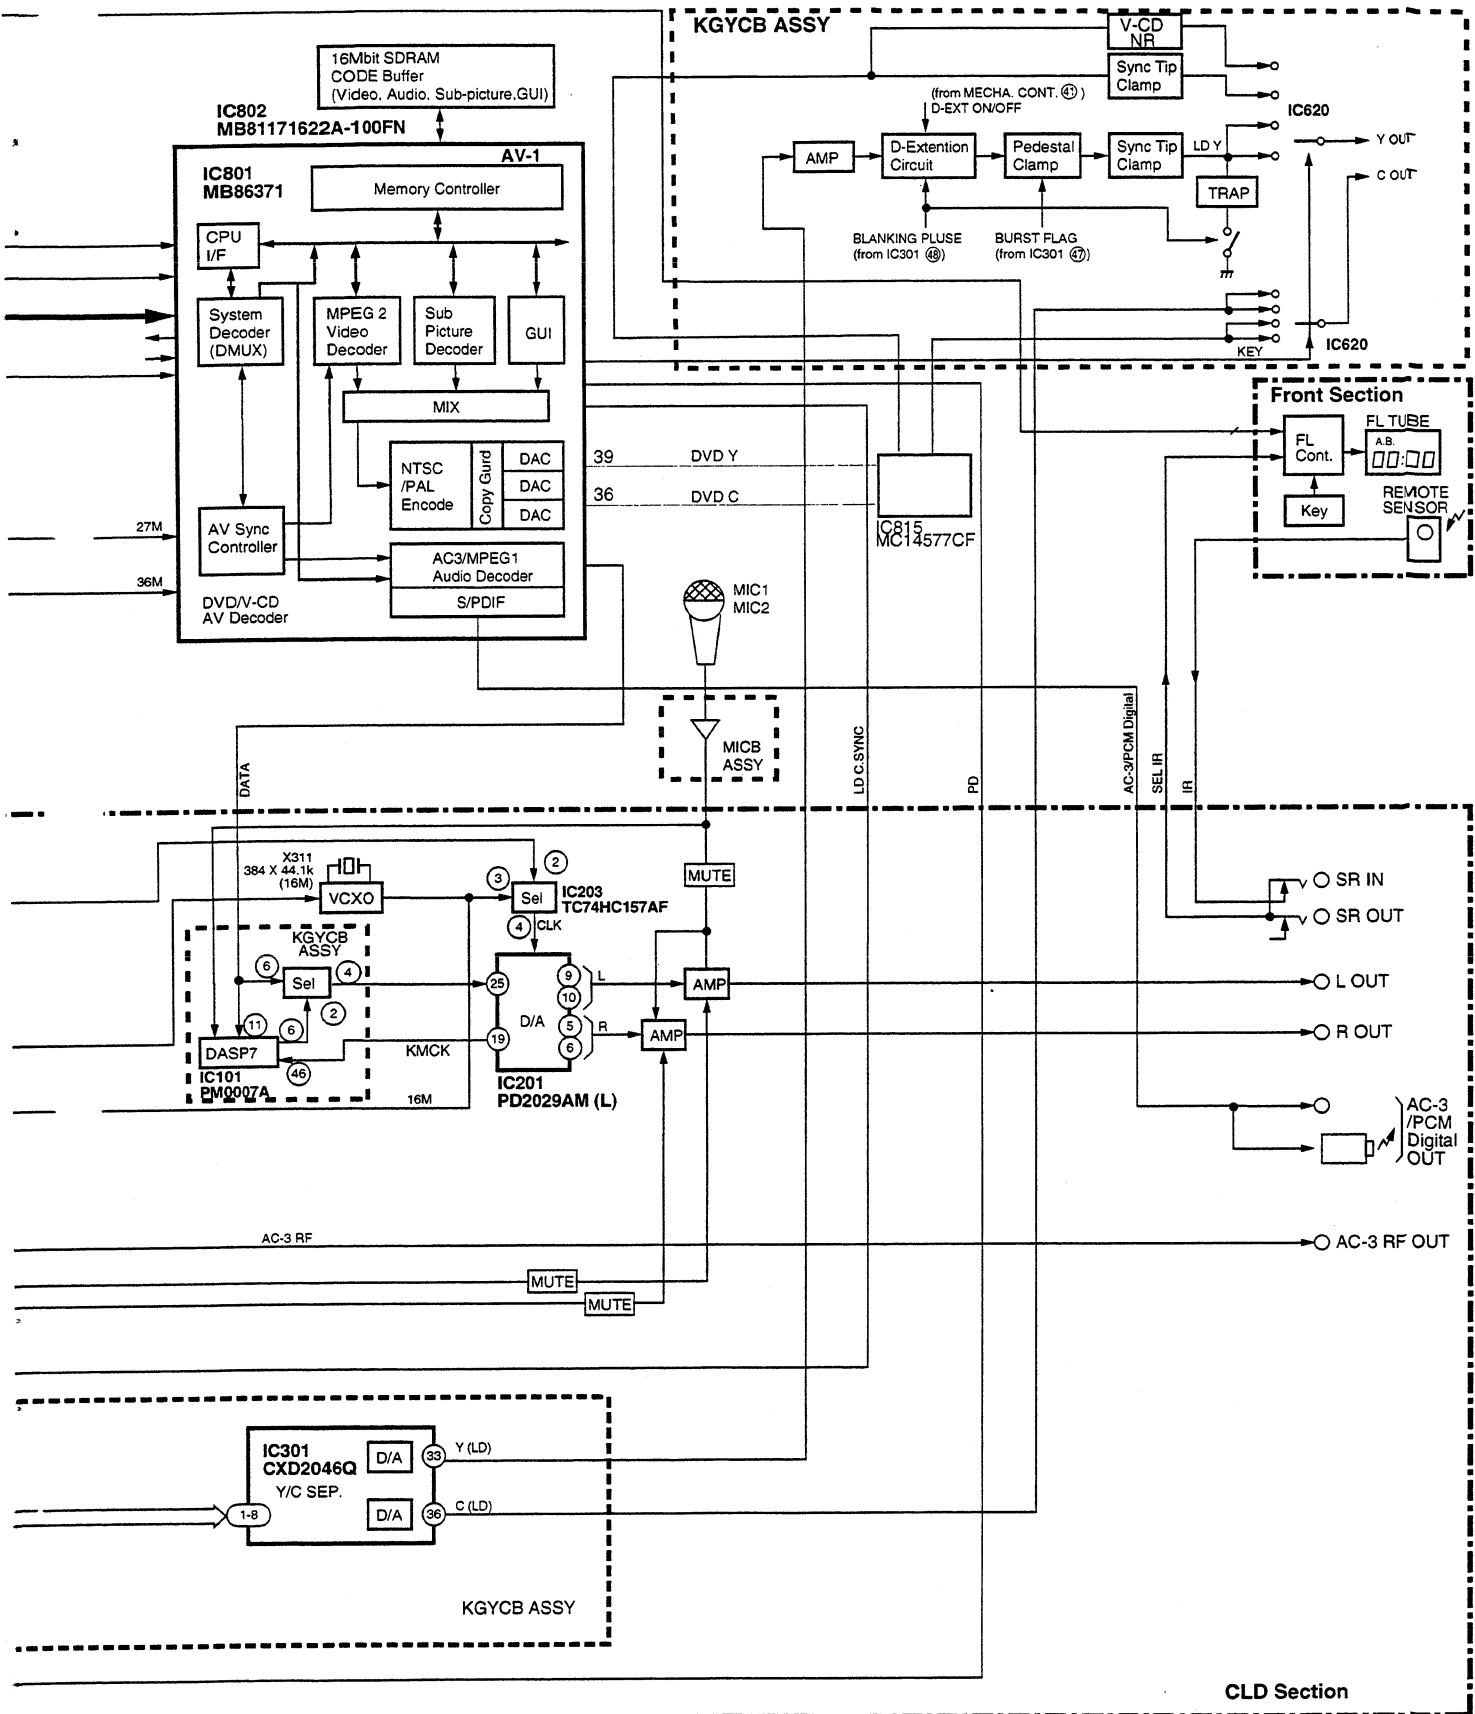 KGYCB ASSY
V-CD
NR
Sync Tip
Clamp
(from MECHA. CONT. 41 )
D-EXT ON/OFF
IC620
AMP
D-Extention
Circuit
Pedestal
Clamp
Sync Tip
Clamp
LD Y
Y OUT
C OUT
TRAP
BLANKING PLUSE
(from IC301 48)
BURST FLAG
(from IC301 47)
KEY
IC620
16Mbit SDRAM
CODE Buffer
(Video, Audio, Sub-picture,GUI)
IC802
MB81171622A-100FN
AV-1
IC801
MB86371
Memory Controller
CPU
I/F
System
Decoder
(DMUX)
MPEG 2
Video
Decoder
Sub
Picture
Decoder
GUI
MIX
NTSC
/PAL
Encode
Copy Gurd
DAC
DAC
DAC
39
DVD Y
36
DVD C
IC815
MC14577CF
27M
AV Sync
Controller
AC3/MPEG1
Audio Decoder
S/PDIF
36M
DVD/V-CD
AV Decoder
Front Section
FL TUBE
FL
Cont.
A.B.
00:00
Key
REMOTE
SENSOR
MIC1
MIC2
MICB
ASSY
DATA
LD C.SYNC
PD
AC-3/PCM Digital
SEL IR
IR
X311
384 X 44.1k
(16M)
VCXO
3
2
Sel
IC203
TC74HC157AF
4
CLK
MUTE
KGYCB
ASSY
6
Sel
4
2
11
6
DASP7
46
IC101
PM0007A
KMCK
16M
25
19
D/A
9
10
5
6
L
R
IC201
PD2029AM (L)
AMP
AMP
SR IN
SR OUT
L OUT
R OUT
AC-3
/PCM
Digital
OUT
AC-3 RF
AC-3 RF OUT
MUTE
MUTE
IC301
CXD2046Q
Y/C SEP.
D/A
33
Y (LD)
1-8
D/A
36
C (LD)
KGYCB ASSY
CLD Section